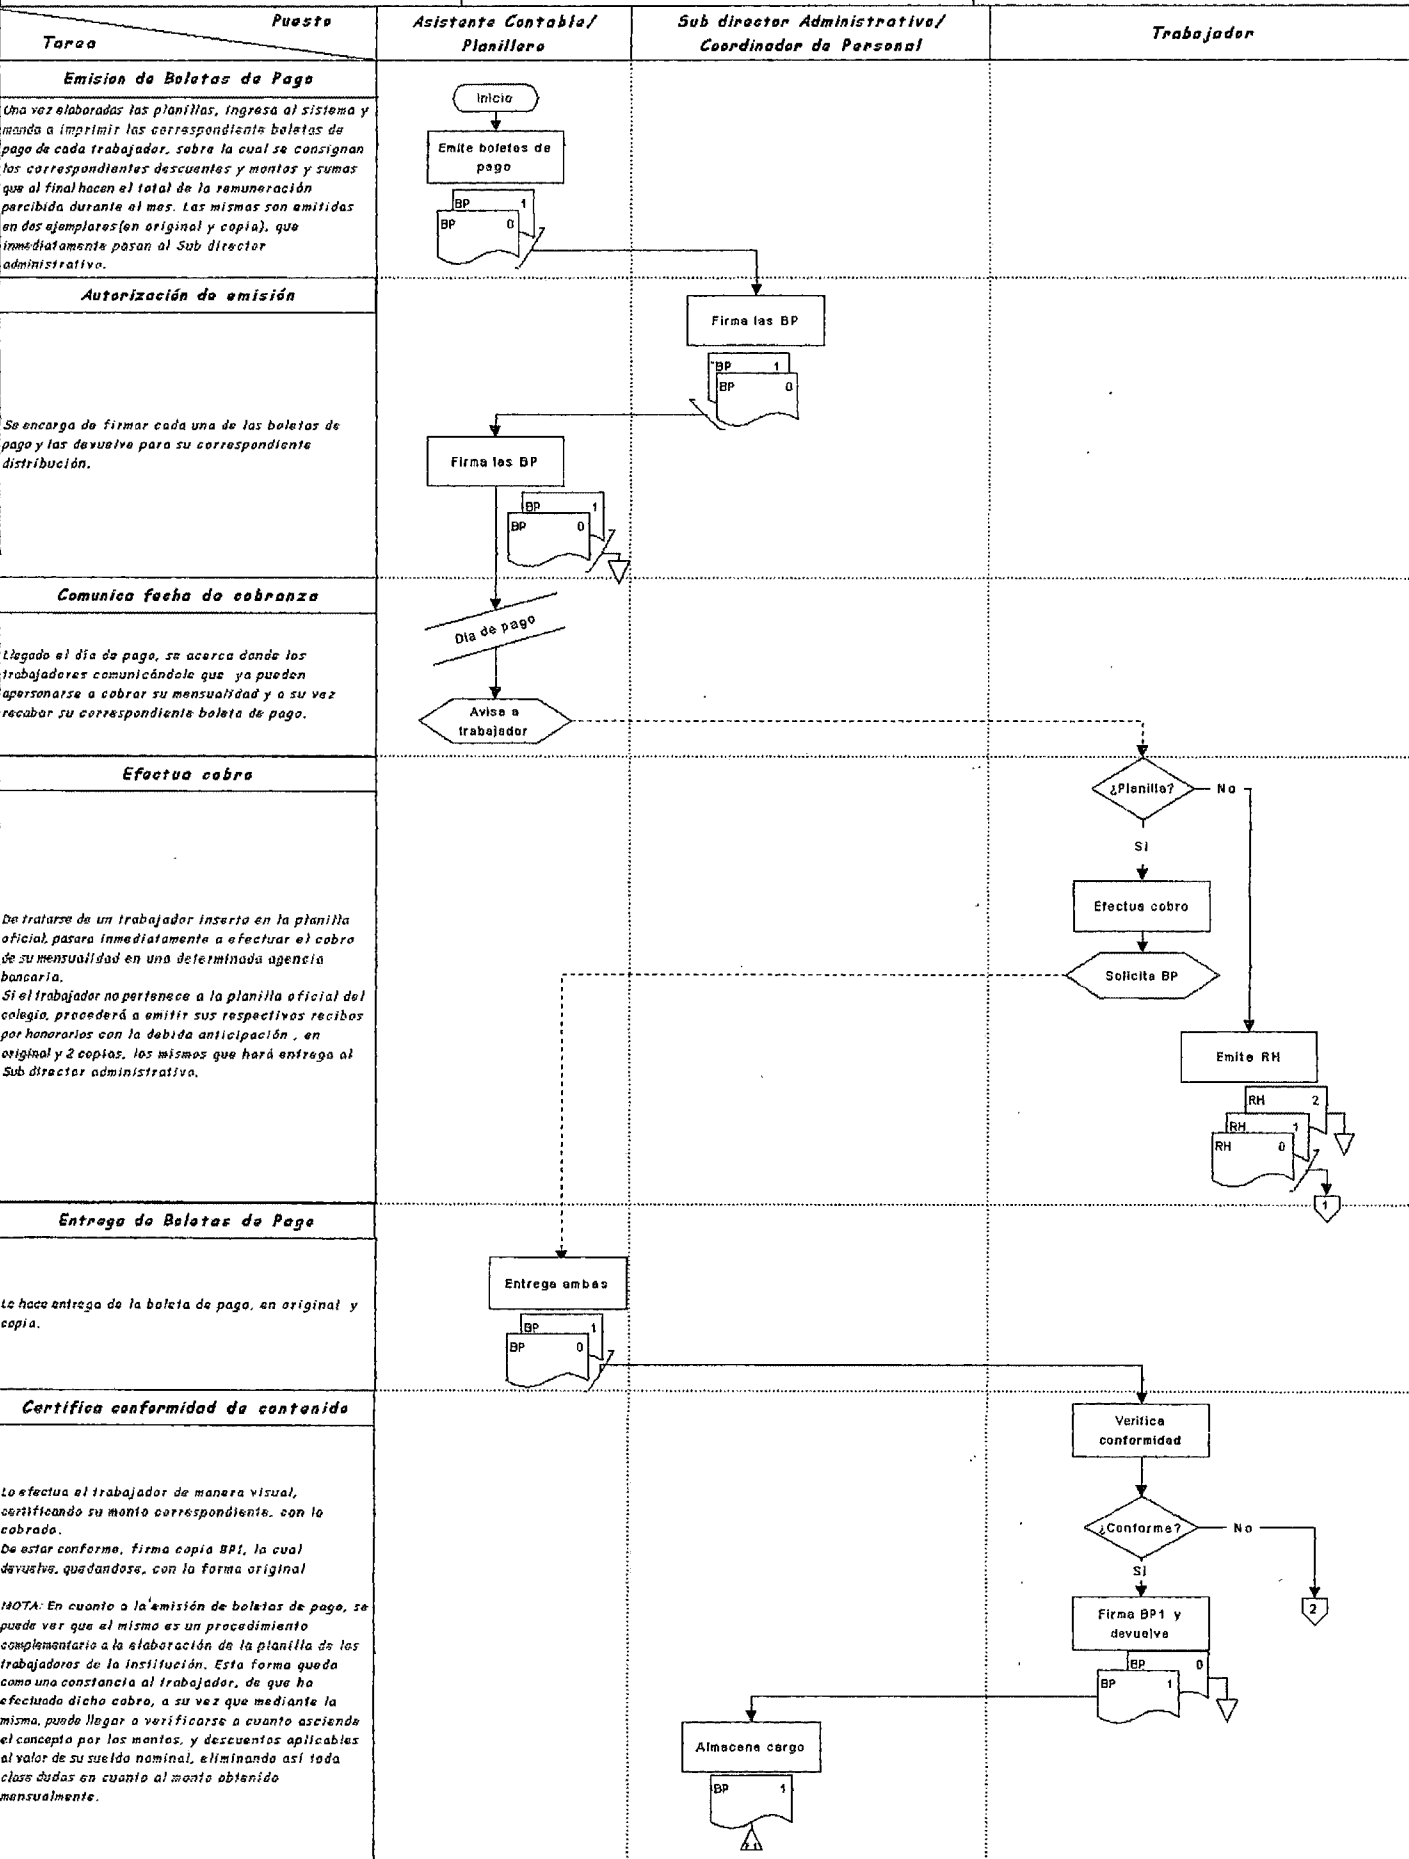 Puesto
Tarea
Asistente Contable/
Planillero
Sub director Administrativo/
Coordinador de Personal
Trabajador
Emision de Boletas de Pago
Una vez elaboradas las planillas, ingresa al sistema y
manda a imprimir las correspondiente boletas de
pago de cada trabajador, sobre la cual se consignan
los correspondientes descuentos y montos y sumas
que al final hacen el total de la remuneración
percibida durante el mes. Las mismas son emitidas
en dos ejemplares(en original y copia), que
inmediatamente pasan al Sub director
administrativo.
Inicio
Emite boletas de
pago
BP 1
BP 0
Autorización de emisión
Se encarga de firmar cada una de las boletas de
pago y las devuelve para su correspondiente
distribución.
Firma las BP
BP 1
BP 0
Firma las BP
BP 1
BP 0
Comunica fecha de cobranza
Llegado el día de pago, se acerca donde los
trabajadores comunicándole que ya pueden
apersonarse a cobrar su mensualidad y a su vez
recabar su correspondiente boleta de pago.
Dia de pago
Avisa a
trabajador
Efectua cobro
De tratarse de un trabajador inserto en la planilla
oficial, pasara inmediatamente a efectuar el cobro
de su mensualidad en una determinada agencia
bancaria.
Si el trabajador no pertenece a la planilla oficial del
colegio, procederá a emitir sus respectivos recibos
por honorarios con la debida anticipación , en
original y 2 copias, los mismos que hará entrega al
Sub director administrativo.
¿Planilla?
No
Si
Efectua cobro
Solicita BP
Emite RH
RH 2
RH 1
RH 0
1
Entrega de Boletas de Pago
Le hace entrega de la boleta de pago, en original y
copia.
Entrega ambas
BP 1
BP 0
Certifica conformidad de contenido
Lo efectua el trabajador de manera visual,
certificando su monto correspondiente, con lo
cobrado.
De estar conforme, firma copia BP1, la cual
devuelve, quedandose, con la forma original
NOTA: En cuanto a la emisión de boletas de pago, se
puede ver que el mismo es un procedimiento
complementario a la elaboración de la planilla de los
trabajadores de la institución. Esta forma queda
como una constancia al trabajador, de que ha
efectuado dicho cobro, a su vez que mediante la
misma, puede llegar a verificarse a cuanto asciende
el concepto por los montos, y descuentos aplicables
al valor de su sueldo nominal, eliminando así toda
clase dudas en cuanto al monto obtenido
mensualmente.
Verifica
conformidad
¿Conforme?
No
Si
2
Firma BP1 y
devuelve
BP 0
BP 1
Almacena cargo
BP 1